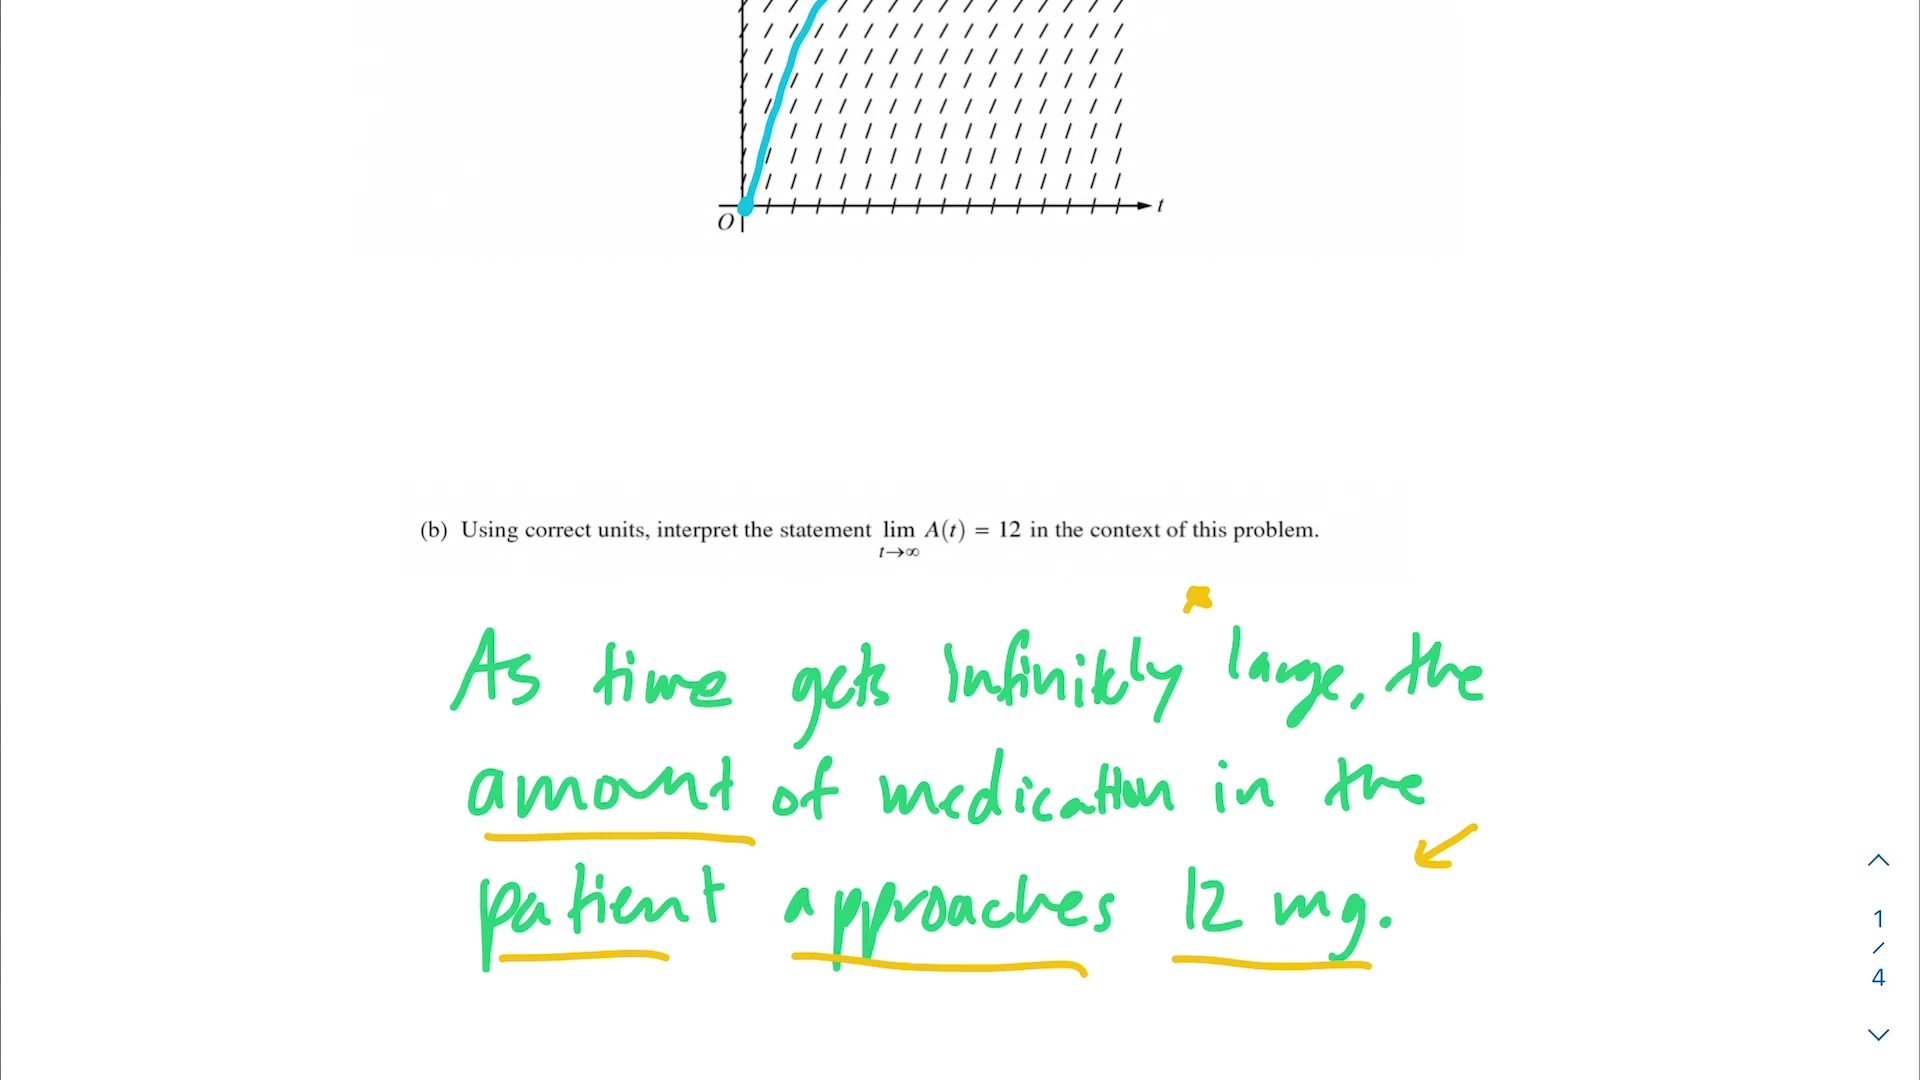 O
t
(b) Using correct units, interpret the statement lim A(t) = 12 in the context of this problem.
t→∞
As time gets infinitely large, the
amount of medication in the
patient approaches 12 mg.
1
/
4